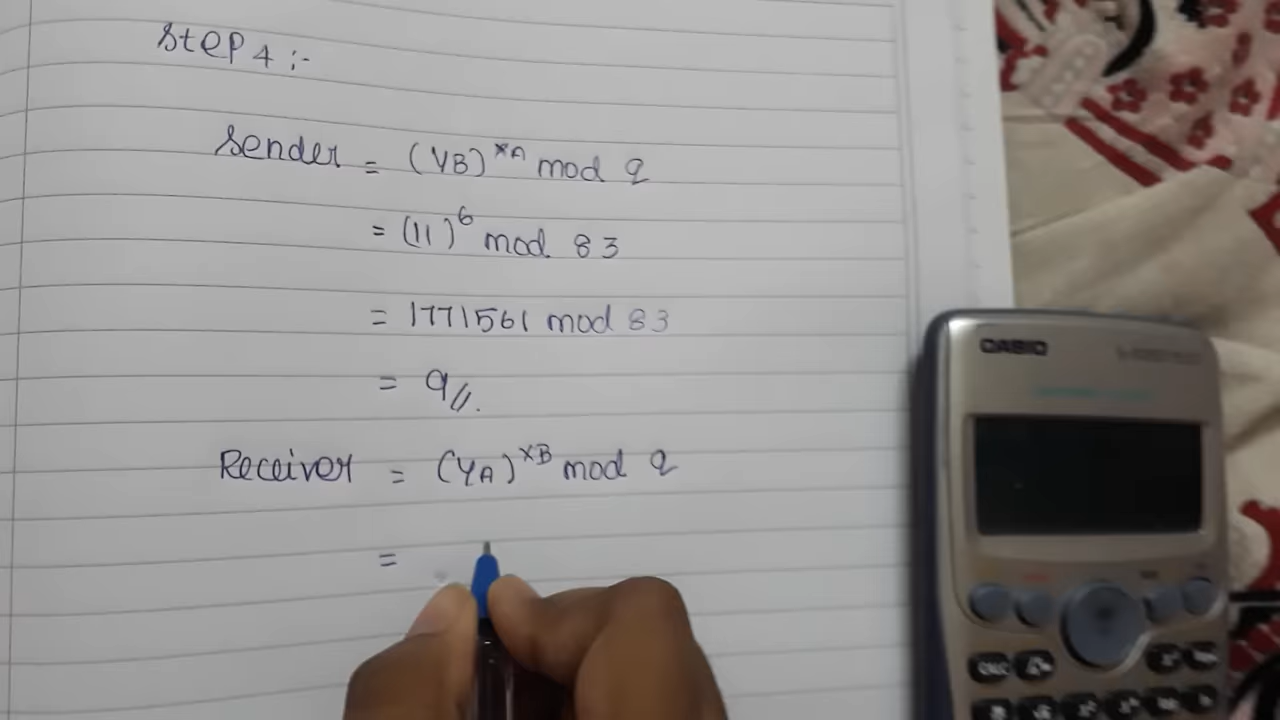 Step 4 :-
Sender = (YB)^XA mod q
= (11)^6 mod 83
= 1771561 mod 83
= 9//.
Receiver = (YA)^XB mod q
=
CASIO